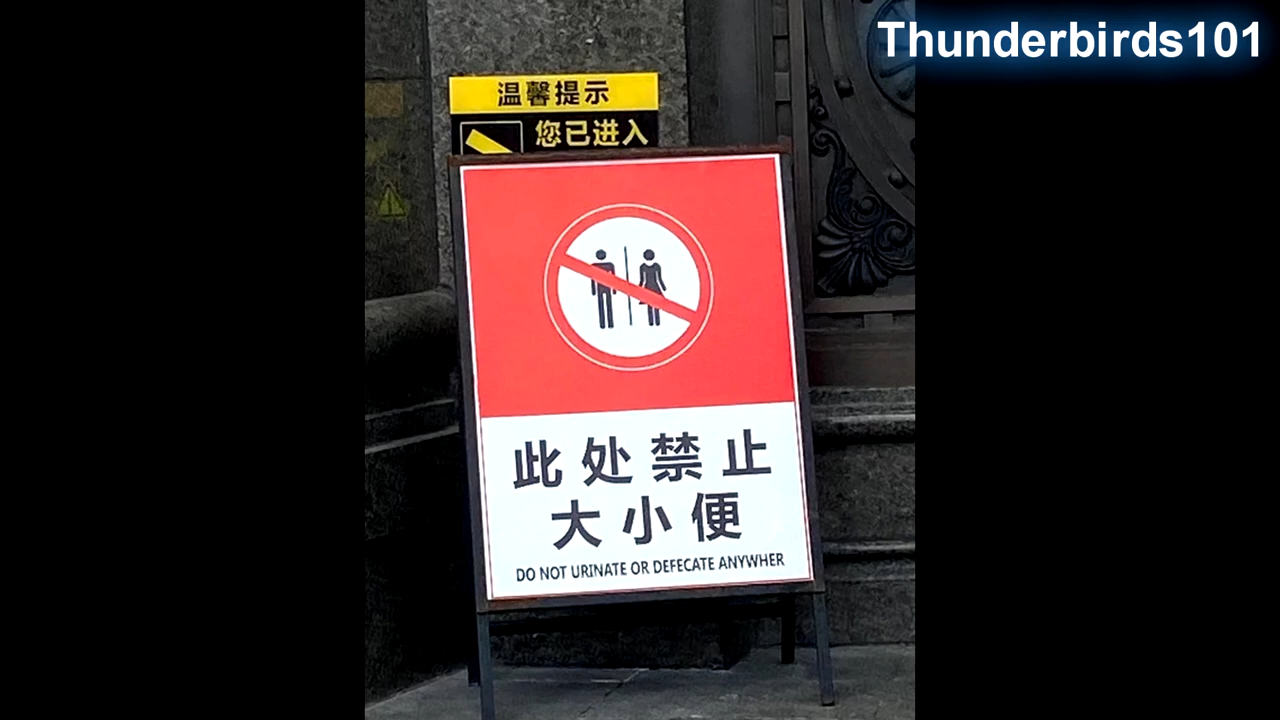 Thunderbirds101
温馨提示
您已进入
此处禁止
大小便
DO NOT URINATE OR DEFECATE ANYWHER